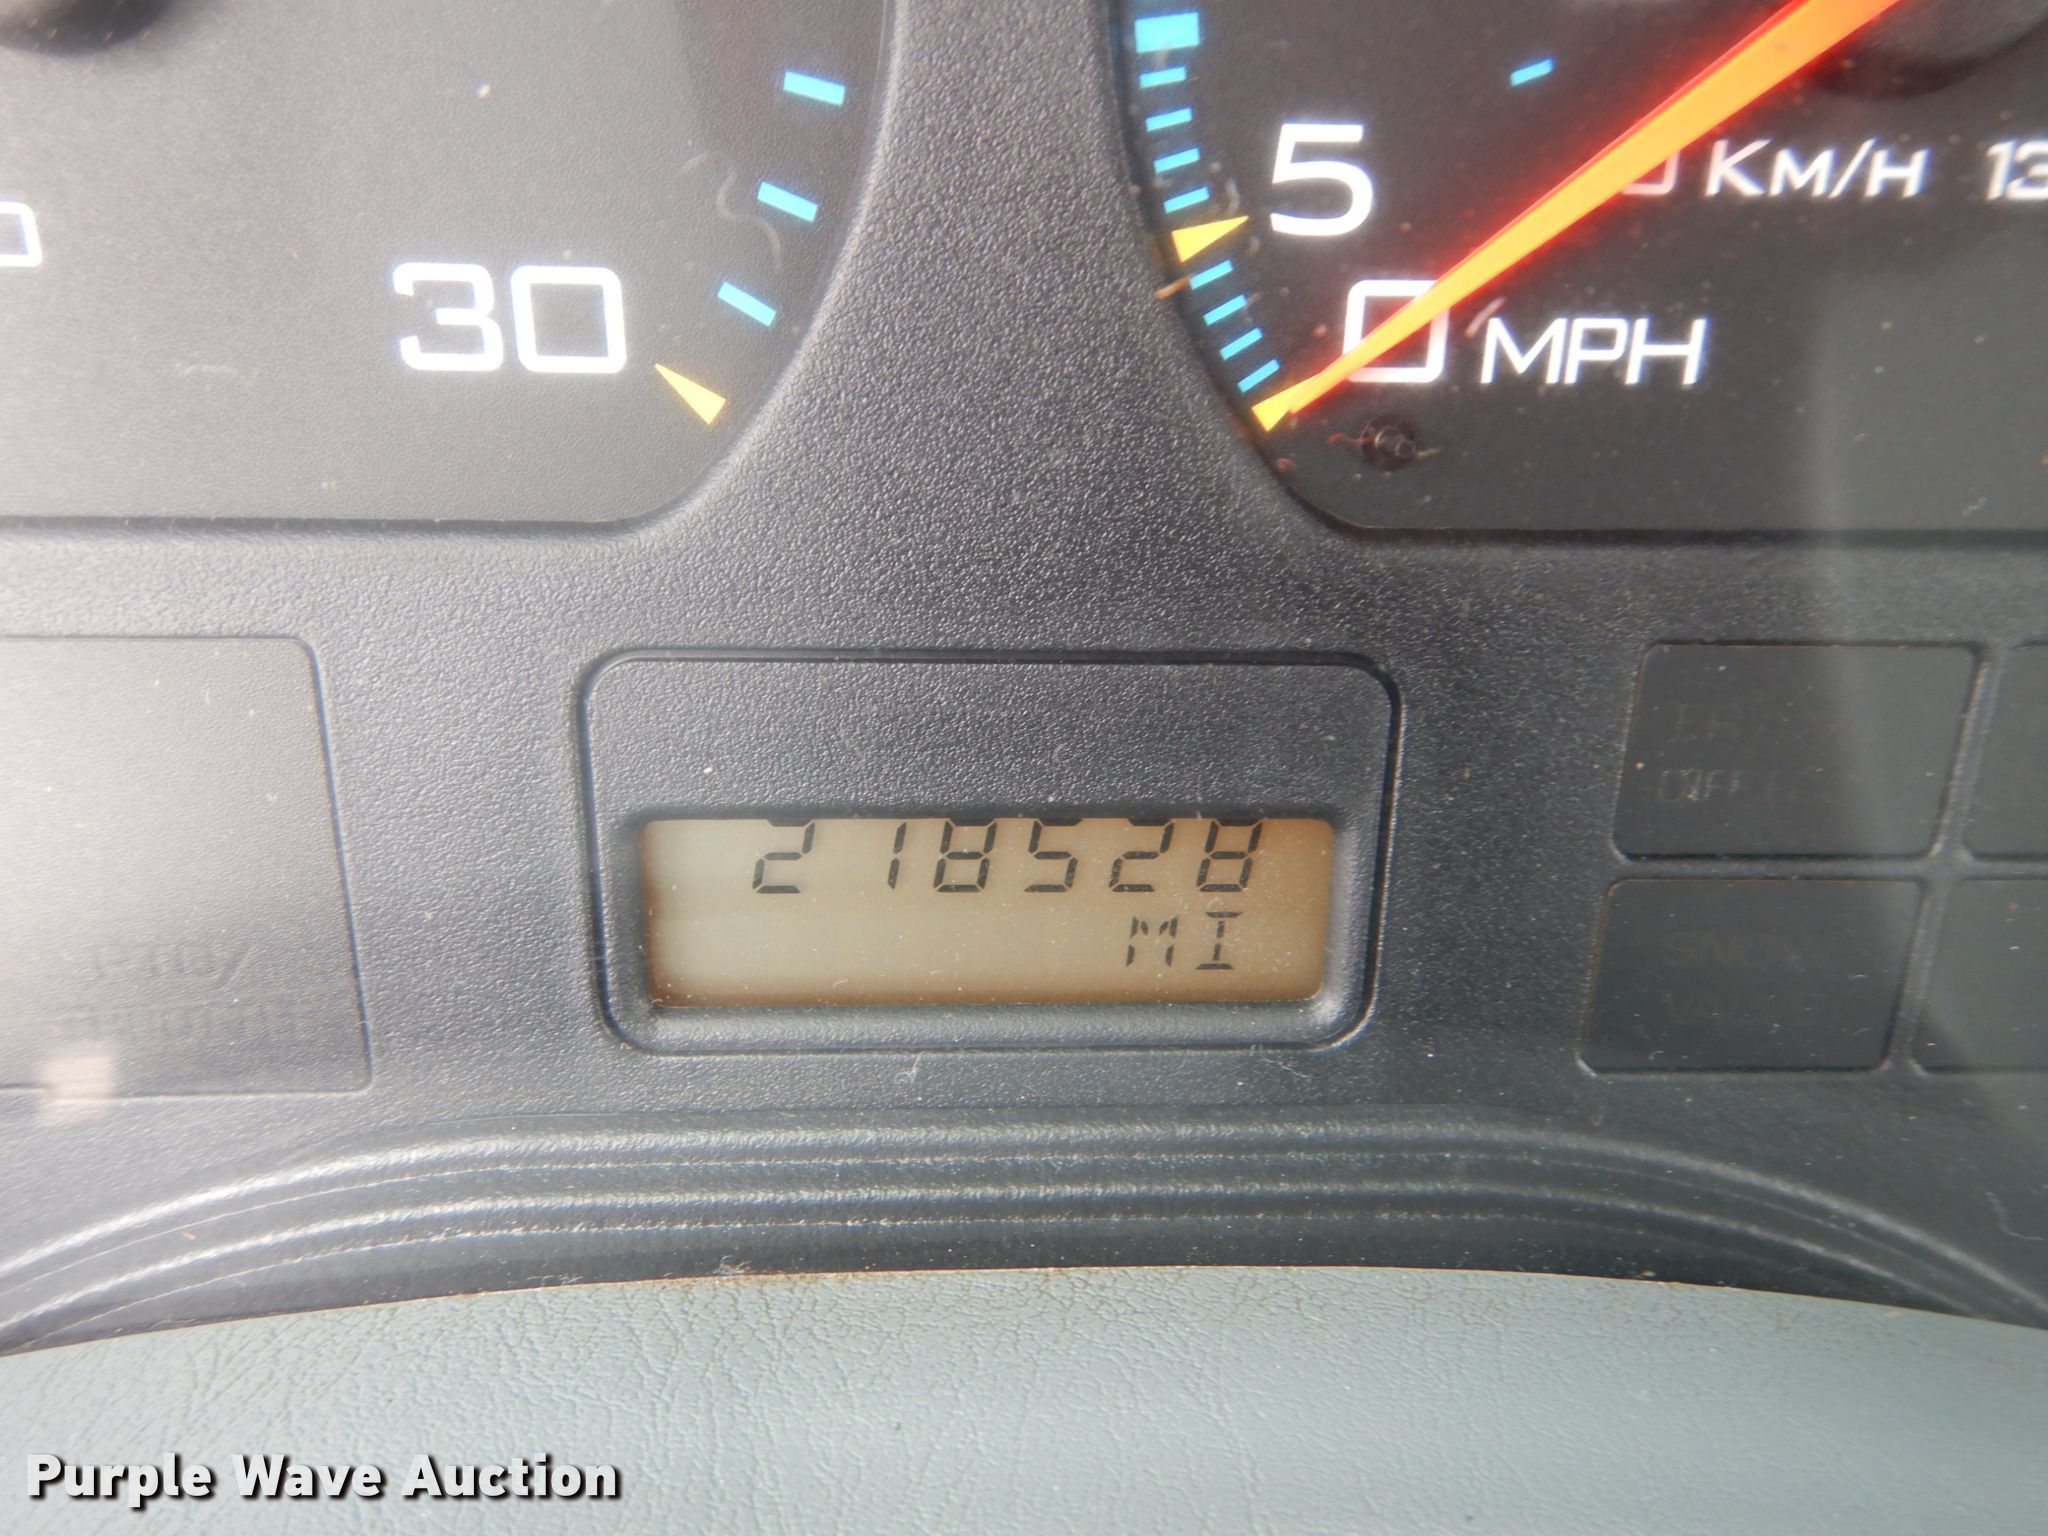 5
KM/H
30
0 MPH
218528
MI
Purple Wave Auction